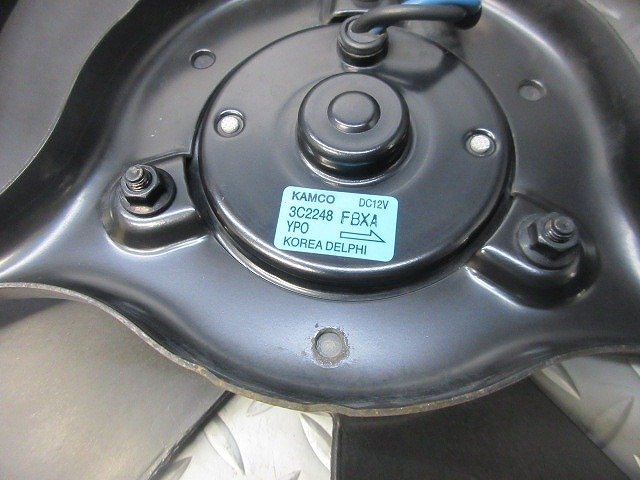 KAMCO DC12V
3C2248 FBXA
YPO
KOREA DELPHI